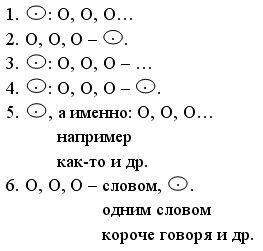 1. ⊙: О, О, О…
2. О, О, О – ⊙.
3. ⊙: О, О, О – …
4. ⊙: О, О, О – ⊙.
5. ⊙, а именно: О, О, О…
например
как-то и др.
6. О, О, О – словом, ⊙.
одним словом
короче говоря и др.